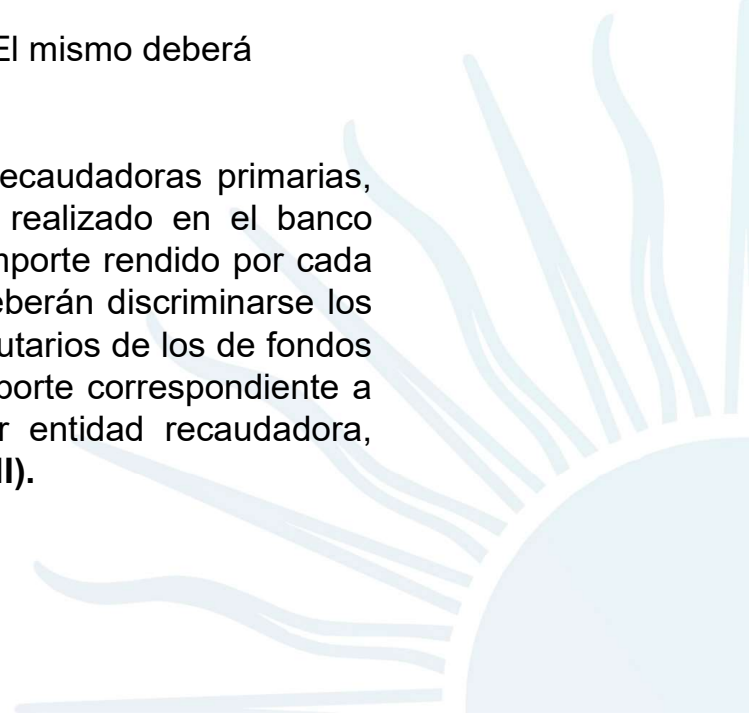 El mismo deberá
ecaudadoras primarias,
realizado en el banco
mporte rendido por cada
eberán discriminarse los
utarios de los de fondos
porte correspondiente a
r entidad recaudadora,
II).